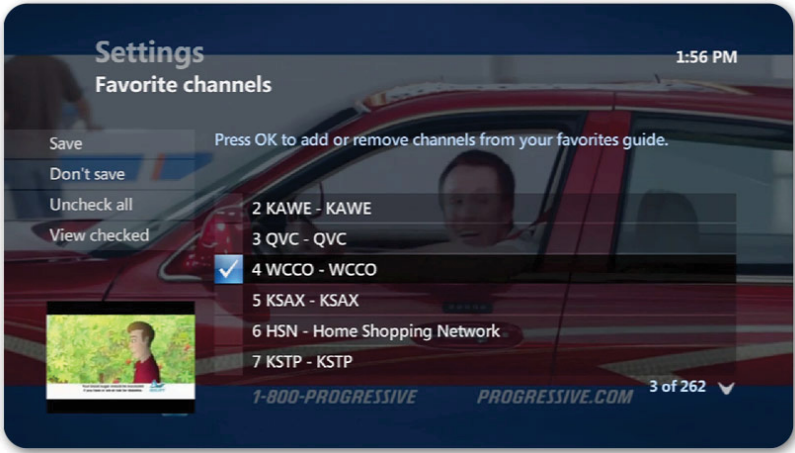 Settings
1:56 PM
Favorite channels
Press OK to add or remove channels from your favorites guide.
Save
Don't save
Uncheck all
View checked
2 KAWE - KAWE
3 QVC - QVC
4 WCCO - WCCO
5 KSAX - KSAX
6 HSN - Home Shopping Network
7 KSTP - KSTP
3 of 262
1-800-PROGRESSIVE PROGRESSIVE.COM